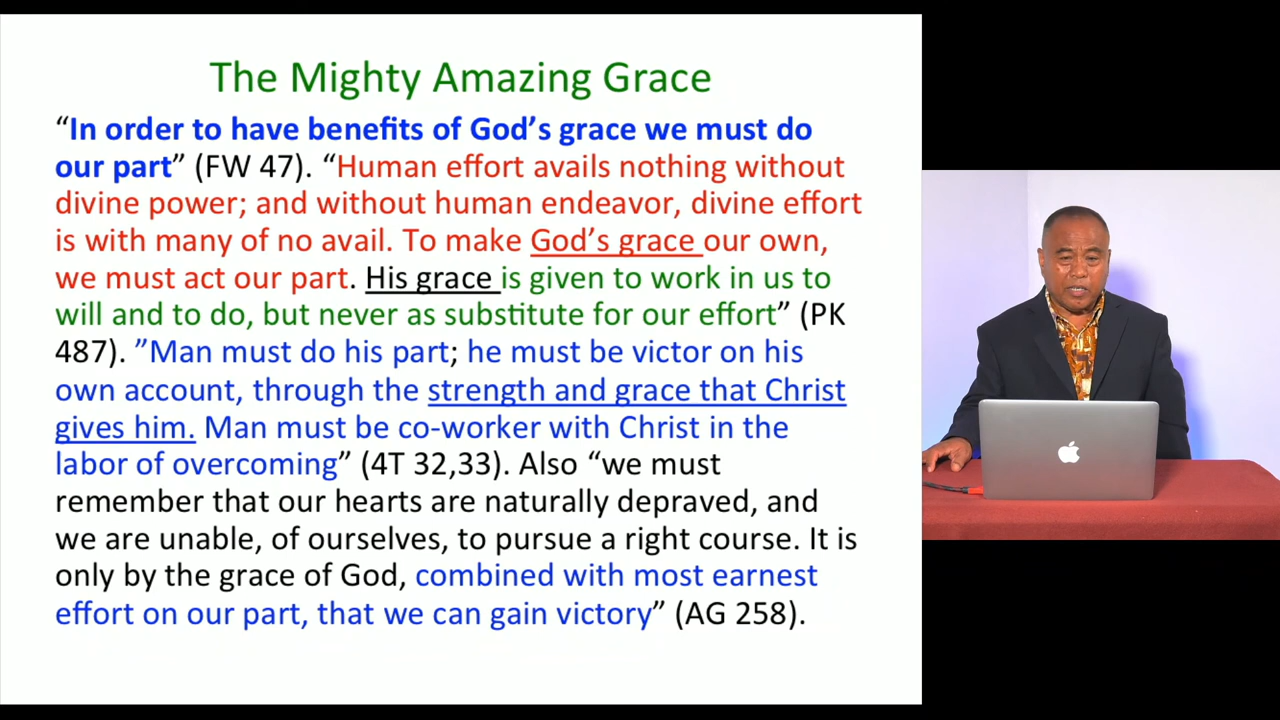 The Mighty Amazing Grace
“In order to have benefits of God’s grace we must do
our part” (FW 47). “Human effort avails nothing without
divine power; and without human endeavor, divine effort
is with many of no avail. To make God’s grace our own,
we must act our part. His grace is given to work in us to
will and to do, but never as substitute for our effort” (PK
487). ”Man must do his part; he must be victor on his
own account, through the strength and grace that Christ
gives him. Man must be co-worker with Christ in the
labor of overcoming” (4T 32,33). Also “we must
remember that our hearts are naturally depraved, and
we are unable, of ourselves, to pursue a right course. It is
only by the grace of God, combined with most earnest
effort on our part, that we can gain victory” (AG 258).